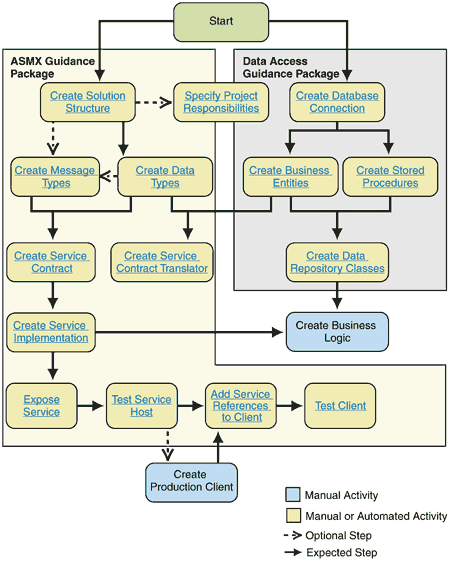 Start
ASMX Guidance
Package
Data Access
Guidance Package
Create Solution
Structure
Specify Project
Responsibilities
Create Database
Connection
Create Message
Types
Create Data
Types
Create Business
Entities
Create Stored
Procedures
Create Service
Contract
Create Service
Contract Translator
Create Data
Repository Classes
Create Service
Implementation
Create Business
Logic
Expose
Service
Test Service
Host
Add Service
References
to Client
Test Client
Create
Production Client
Manual Activity
Manual or Automated Activity
Optional Step
Expected Step